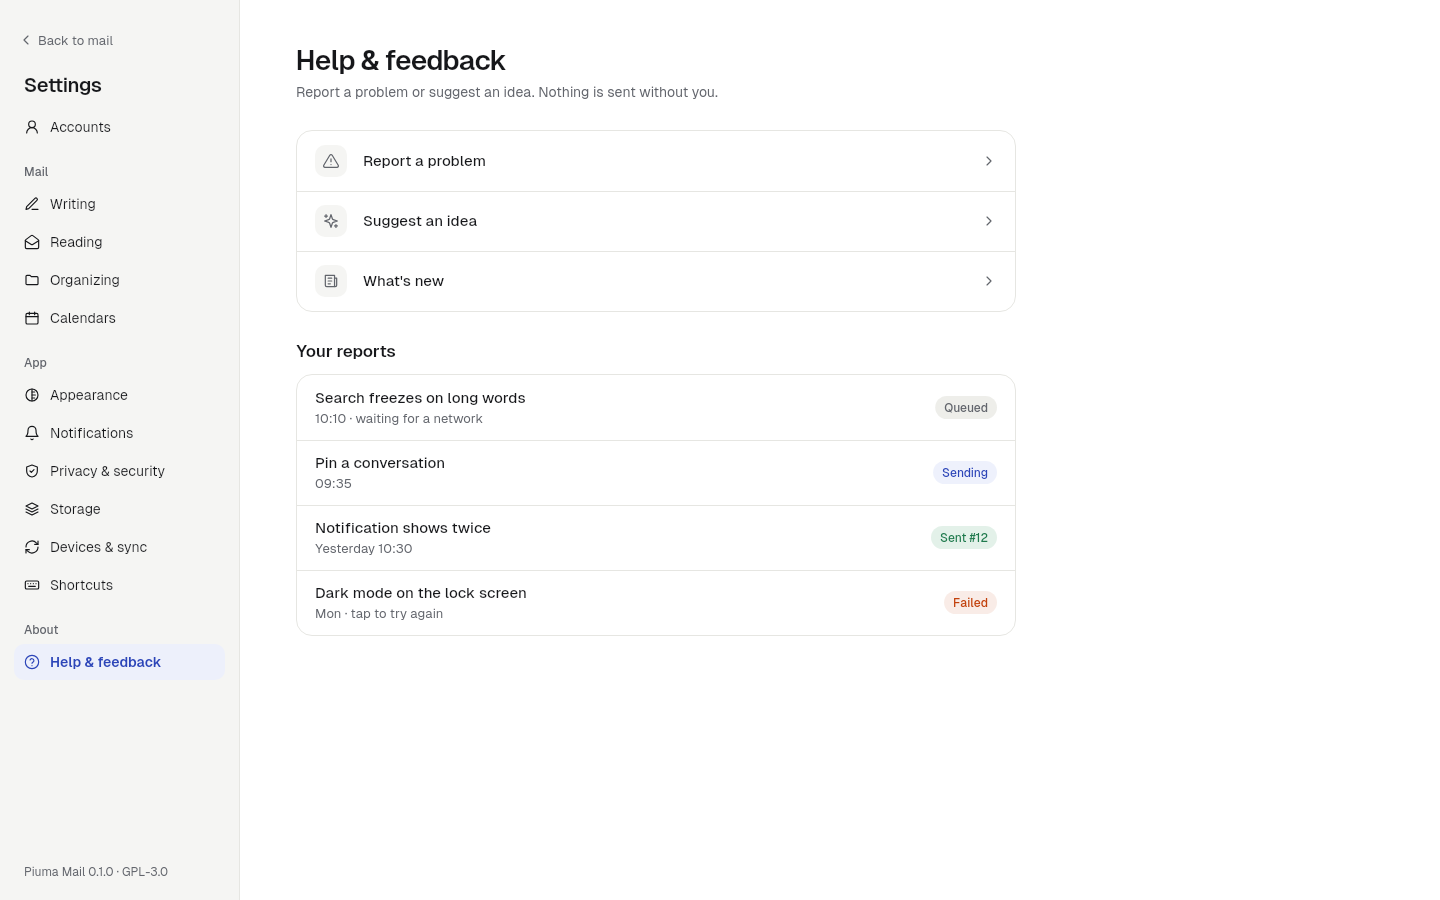 Back to mail
Settings
Accounts
Mail
Writing
Reading
Organizing
Calendars
App
Appearance
Notifications
Privacy & security
Storage
Devices & sync
Shortcuts
About
Help & feedback
Piuma Mail 0.1.0 · GPL-3.0
Help & feedback
Report a problem or suggest an idea. Nothing is sent without you.
Report a problem
Suggest an idea
What's new
Your reports
Search freezes on long words
10:10 · waiting for a network
Queued
Pin a conversation
09:35
Sending
Notification shows twice
Yesterday 10:30
Sent #12
Dark mode on the lock screen
Mon · tap to try again
Failed